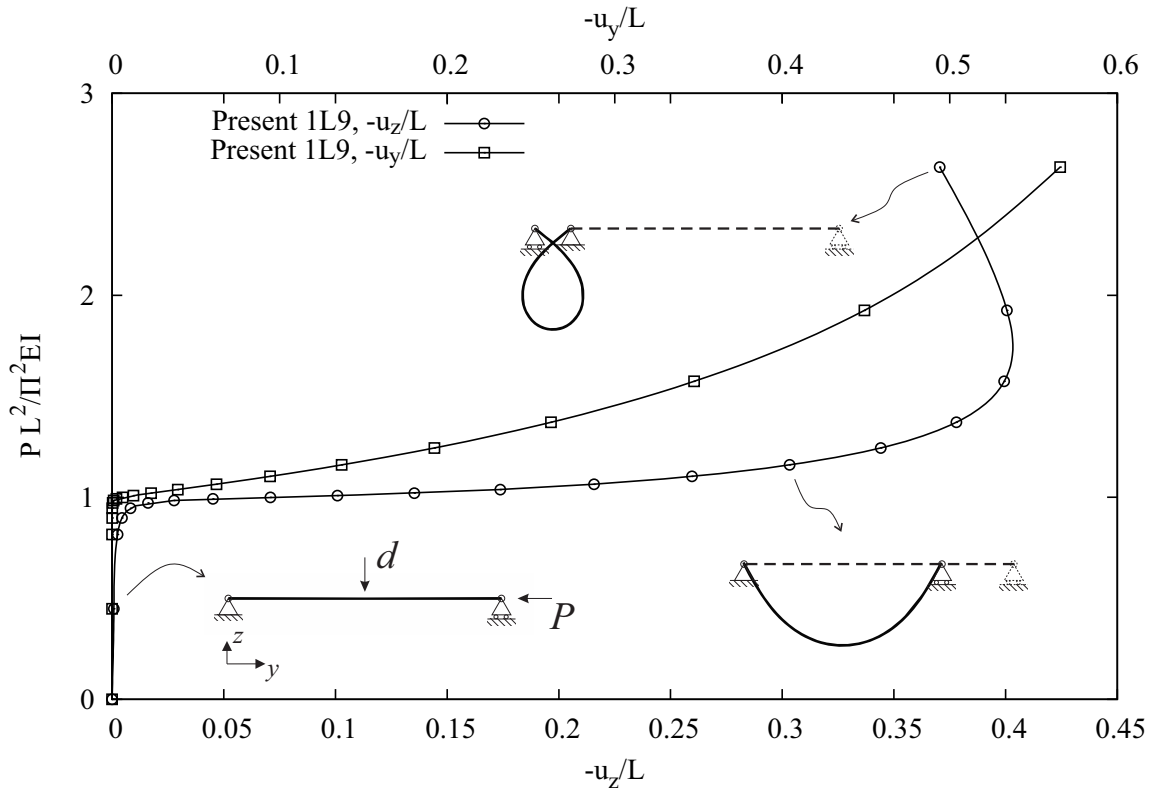 -u_y/L
0 0.1 0.2 0.3 0.4 0.5 0.6
3
Present 1L9, -u_z/L
Present 1L9, -u_y/L
2
P L^2/Π^2EI
1
d
P
z
y
0
0 0.05 0.1 0.15 0.2 0.25 0.3 0.35 0.4 0.45
-u_z/L